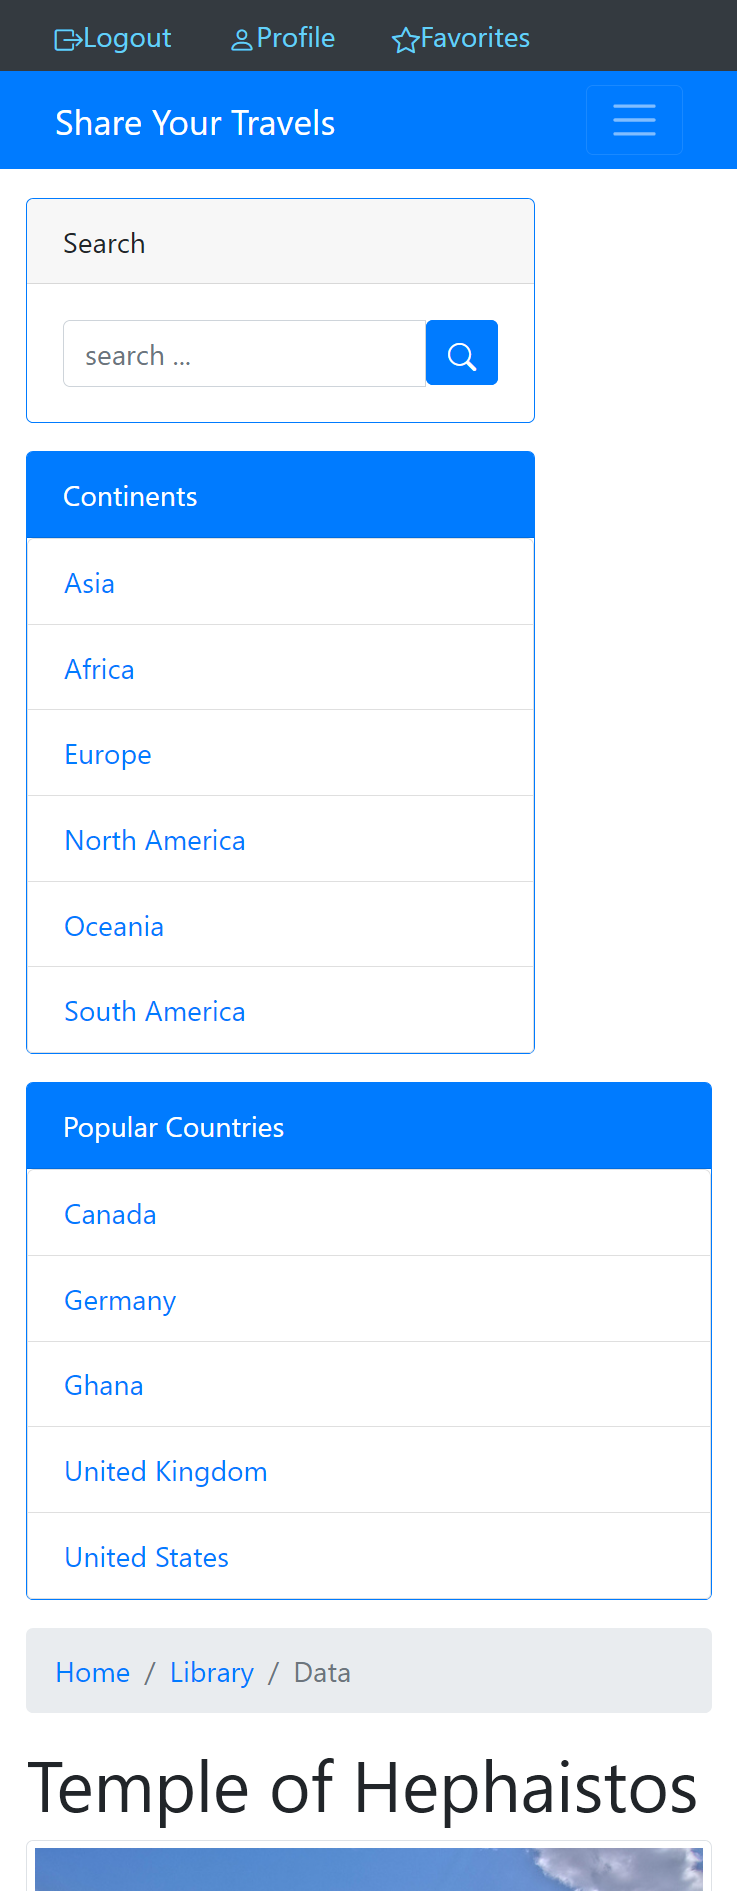 Logout Profile Favorites
Share Your Travels
Search
search ...
Continents
Asia
Africa
Europe
North America
Oceania
South America
Popular Countries
Canada
Germany
Ghana
United Kingdom
United States
Home / Library / Data
Temple of Hephaistos